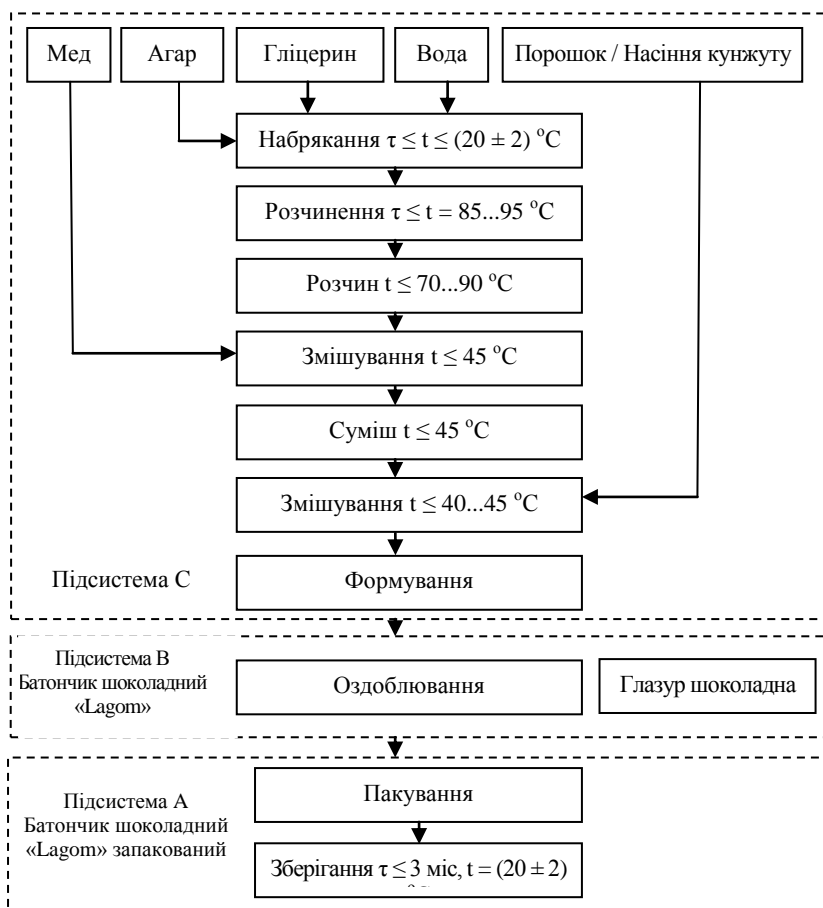 Мед
Агар
Гліцерин
Вода
Порошок / Насіння кунжуту
Набрякання τ ≤ t ≤ (20 ± 2) °C
Розчинення τ ≤ t = 85...95 °C
Розчин t ≤ 70...90 °C
Змішування t ≤ 45 °C
Суміш t ≤ 45 °C
Змішування t ≤ 40...45 °C
Підсистема С
Формування
Підсистема В
Батончик шоколадний
«Lagom»
Оздоблювання
Глазур шоколадна
Підсистема А
Батончик шоколадний
«Lagom» запакований
Пакування
Зберігання τ ≤ 3 міс, t = (20 ± 2)